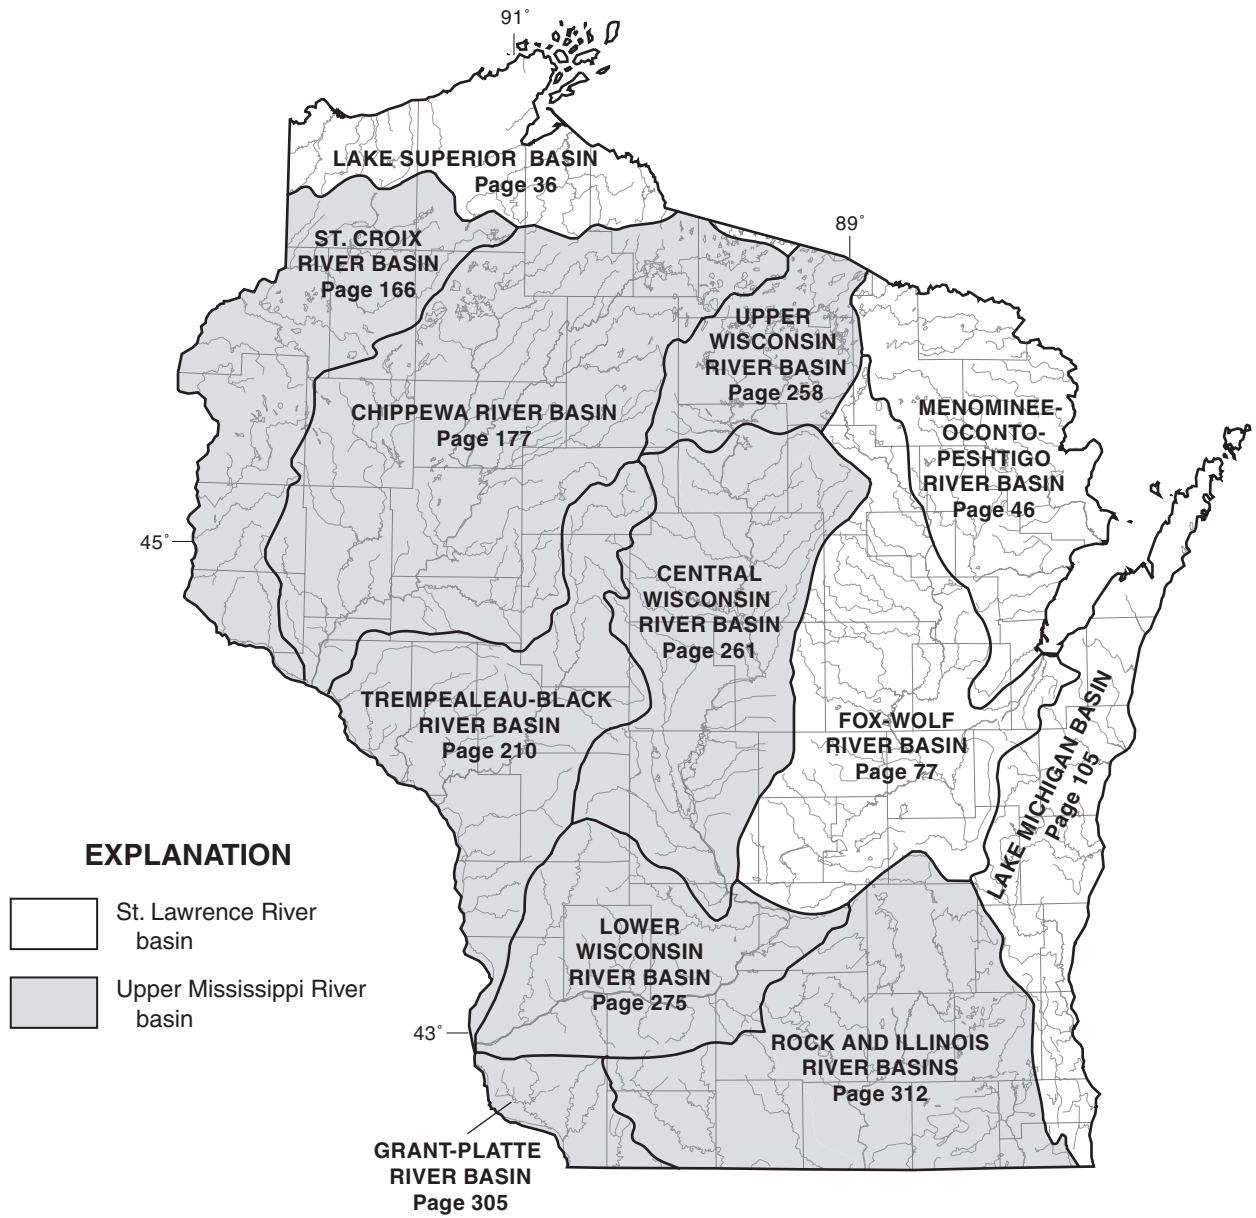 91°
LAKE SUPERIOR BASIN
Page 36
89°
ST. CROIX
RIVER BASIN
Page 166
UPPER
WISCONSIN
RIVER BASIN
Page 258
CHIPPEWA RIVER BASIN
Page 177
MENOMINEE-
OCONTO-
PESHTIGO
RIVER BASIN
Page 46
45°
CENTRAL
WISCONSIN
RIVER BASIN
Page 261
TREMPEALEAU-BLACK
RIVER BASIN
Page 210
FOX-WOLF
RIVER BASIN
Page 77
LAKE MICHIGAN BASIN
Page 105
EXPLANATION
St. Lawrence River
basin
Upper Mississippi River
basin
LOWER
WISCONSIN
RIVER BASIN
Page 275
43°
ROCK AND ILLINOIS
RIVER BASINS
Page 312
GRANT-PLATTE
RIVER BASIN
Page 305